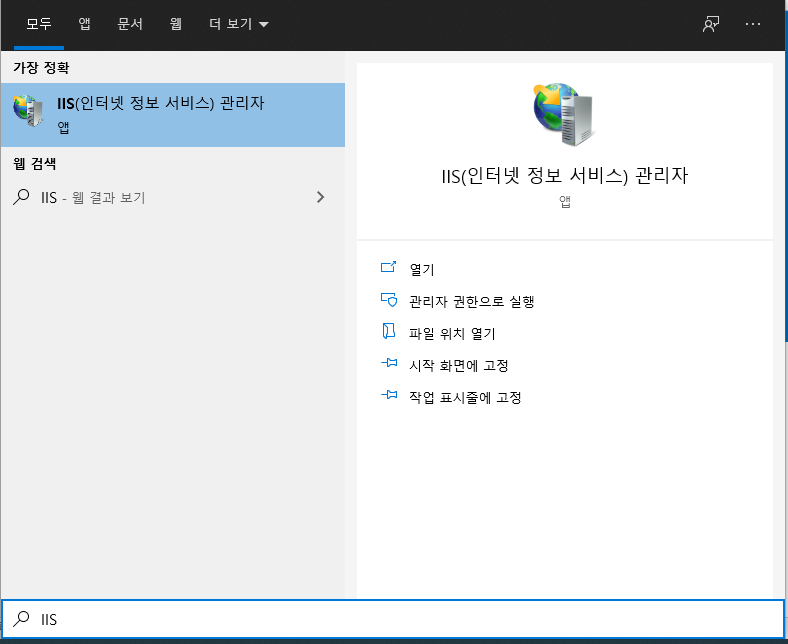 모두 앱 문서 웹 더 보기
가장 정확
IIS(인터넷 정보 서비스) 관리자
앱
웹 검색
IIS - 웹 결과 보기
IIS(인터넷 정보 서비스) 관리자
앱
열기
관리자 권한으로 실행
파일 위치 열기
시작 화면에 고정
작업 표시줄에 고정
IIS